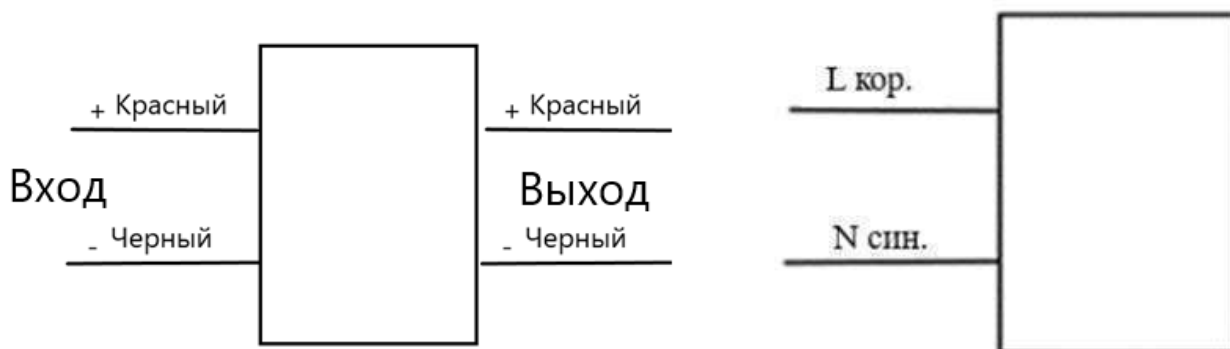 + Красный
Вход
- Черный
+ Красный
Выход
- Черный
L кор.
N син.